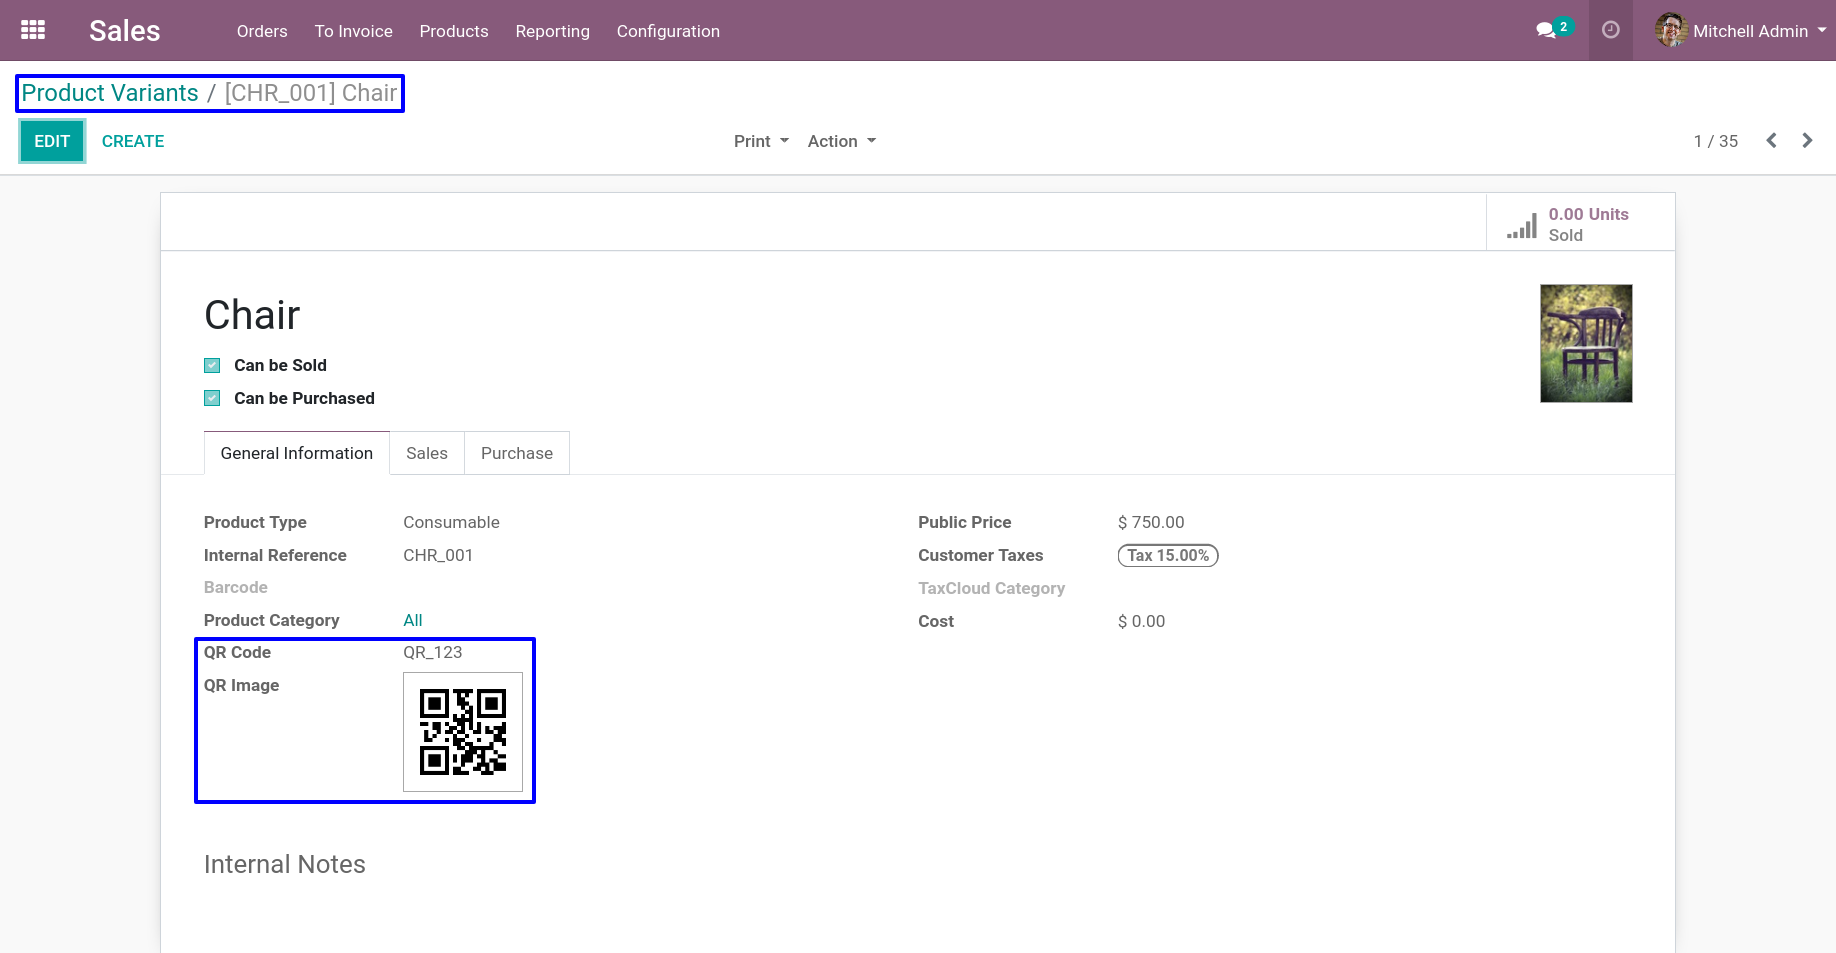 Sales Orders To Invoice Products Reporting Configuration 2 Mitchell Admin
Product Variants / [CHR_001] Chair
EDIT CREATE Print Action 1 / 35
0.00 Units
Sold
Chair
Can be Sold
Can be Purchased
General Information Sales Purchase
Product Type Consumable
Internal Reference CHR_001
Barcode
Product Category All
QR Code QR_123
QR Image
Public Price $ 750.00
Customer Taxes Tax 15.00%
TaxCloud Category
Cost $ 0.00
Internal Notes